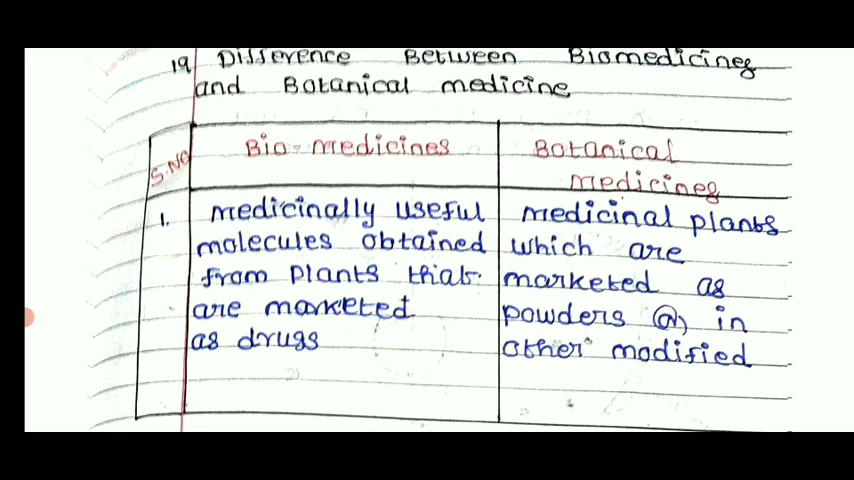 19 Difference Between Biomedicines
and Botanical medicine
S.NO
Bio-medicines
Botanical
medicines
1.
medicinally useful
molecules obtained
from plants that
are marketed
as drugs
medicinal plants
which are
marketed as
powders (or) in
other modified